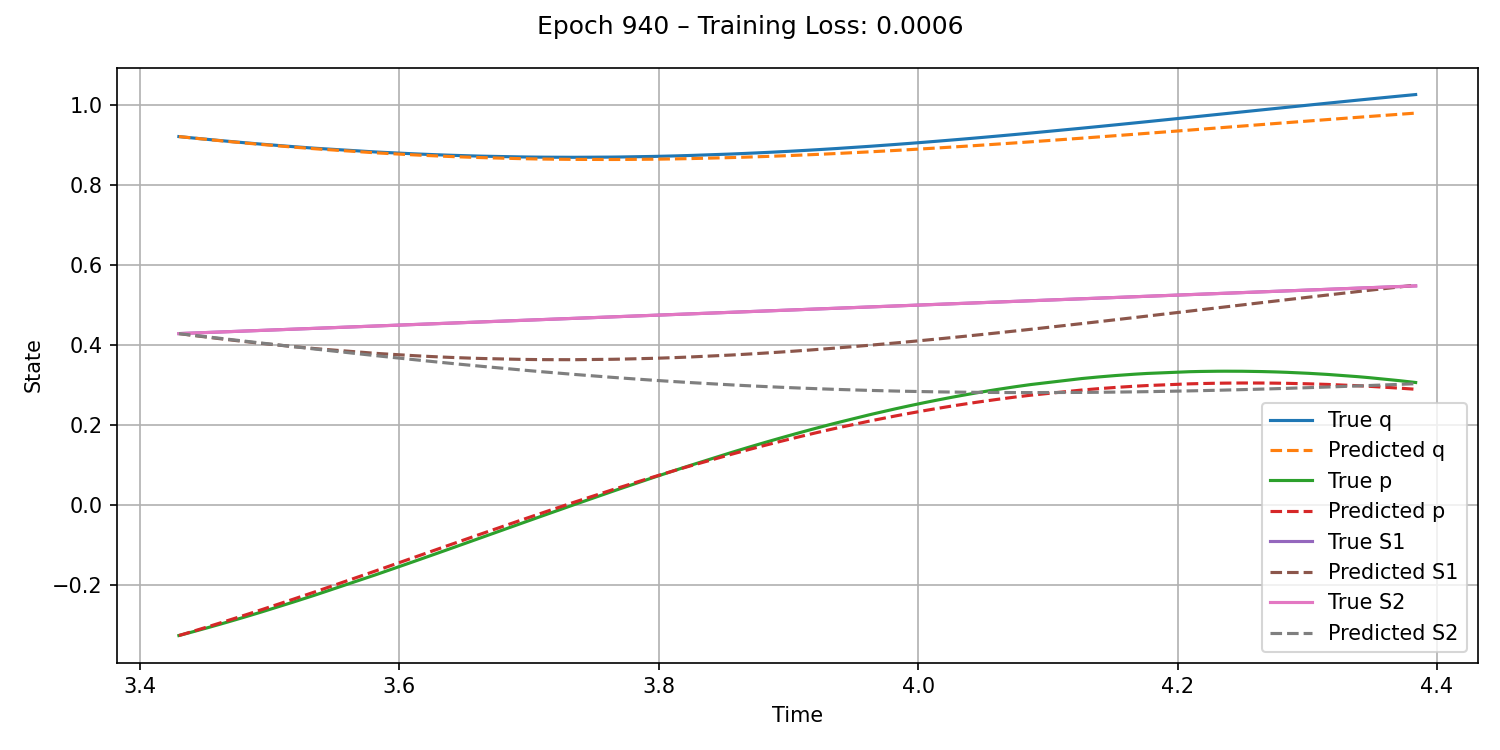 Epoch 940 – Training Loss: 0.0006
1.0
0.8
0.6
0.4
0.2
0.0
−0.2
State
3.4
3.6
3.8
4.0
4.2
4.4
Time
True q
Predicted q
True p
Predicted p
True S1
Predicted S1
True S2
Predicted S2